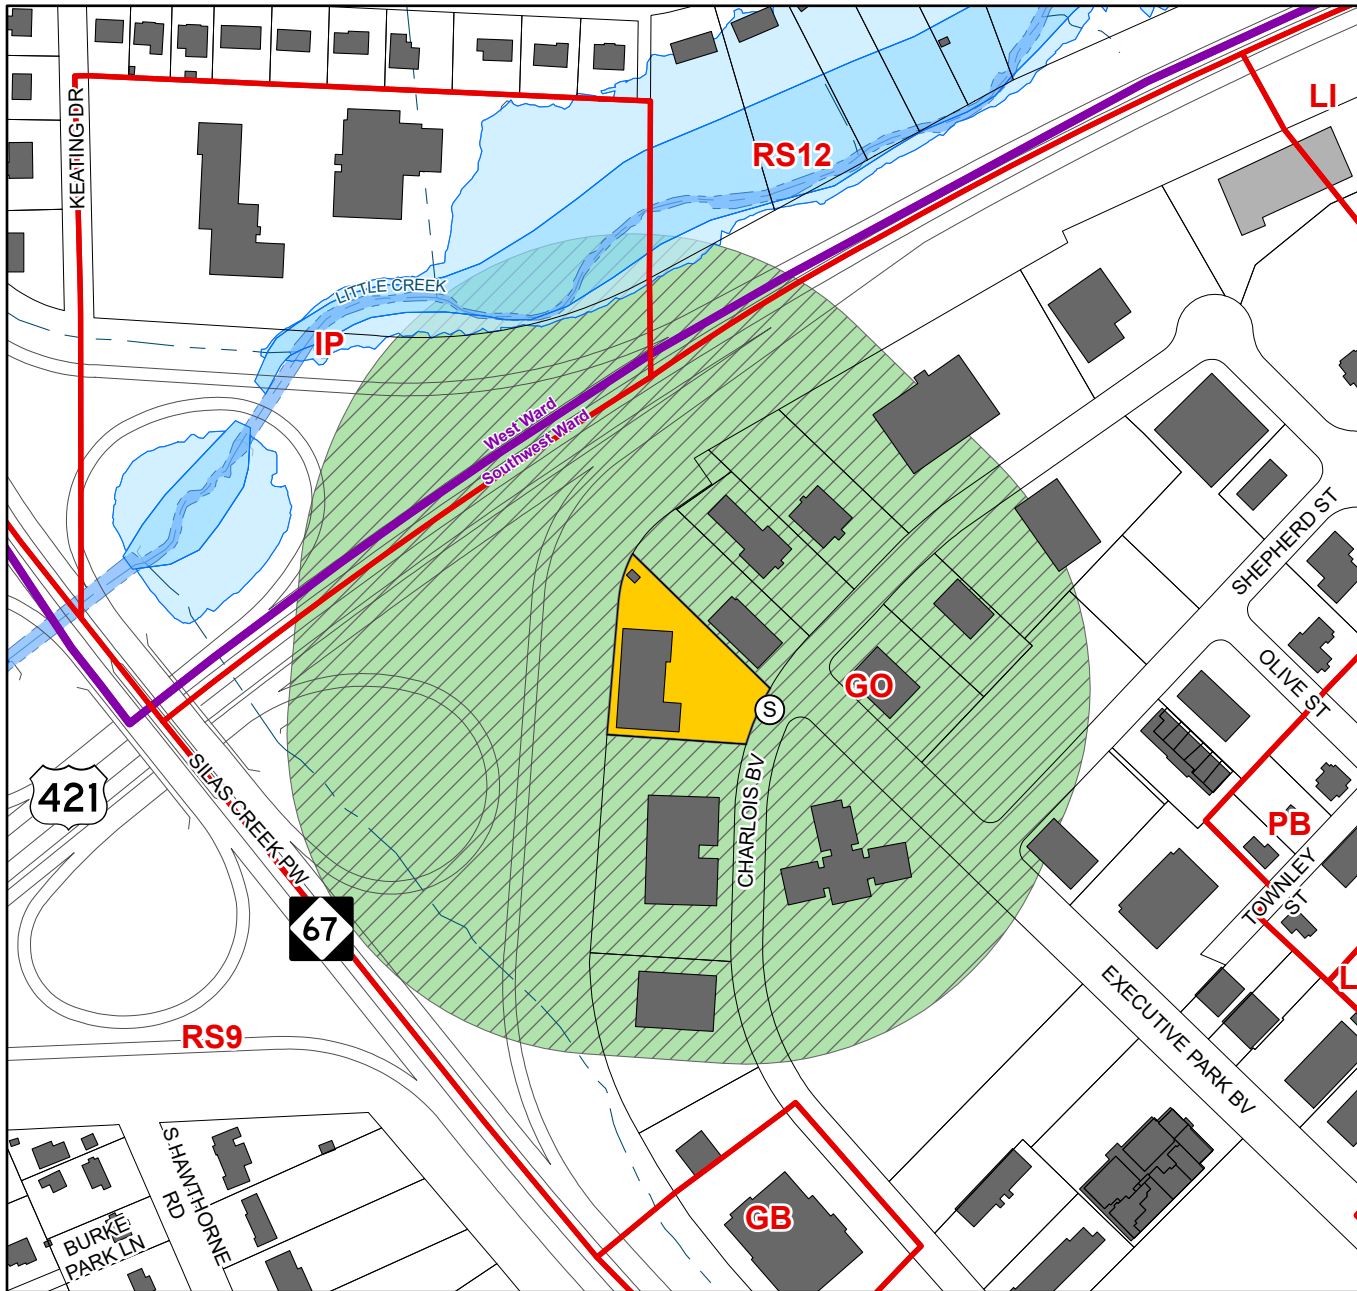 LI
KEATING DR
RS12
LITTLE CREEK
IP
West Ward
Southwest Ward
SHEPHERD ST
OLIVE ST
GO
S
421
SILAS CREEK PW
CHARLOIS BV
PB
TOWNLEY
ST
67
L
EXECUTIVE PARK BV
RS9
S HAWTHORNE
RD
BURKE
PARK LN
GB